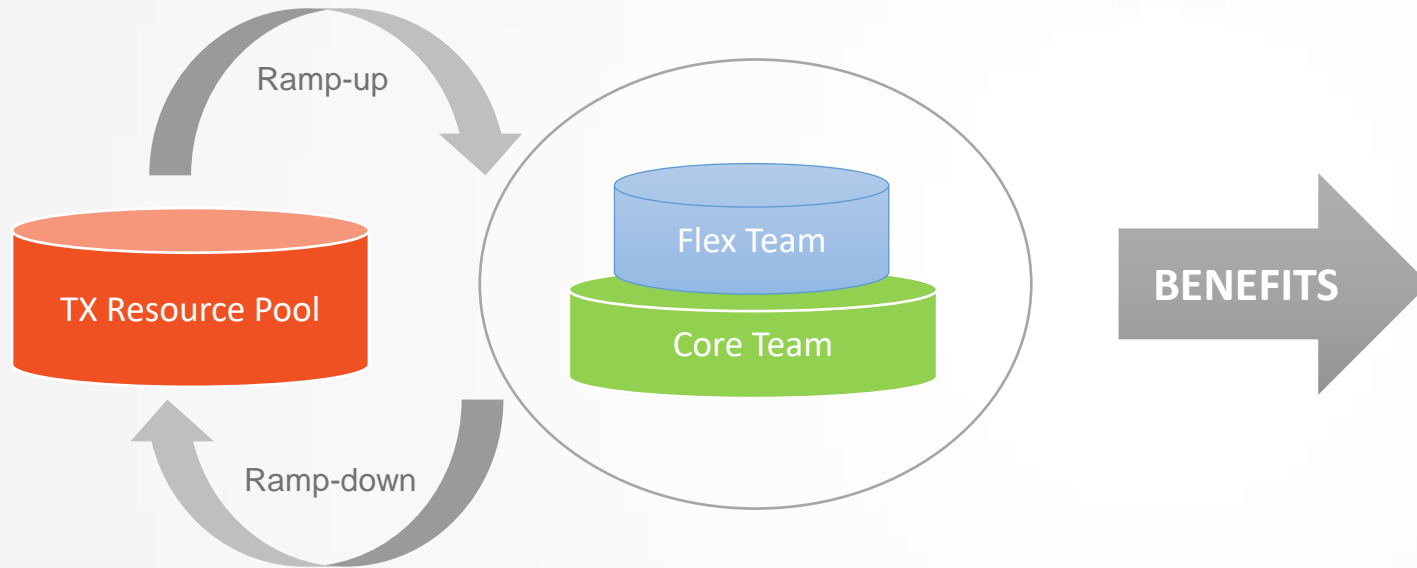 Ramp-up
TX Resource Pool
Flex Team
Core Team
BENEFITS
Ramp-down